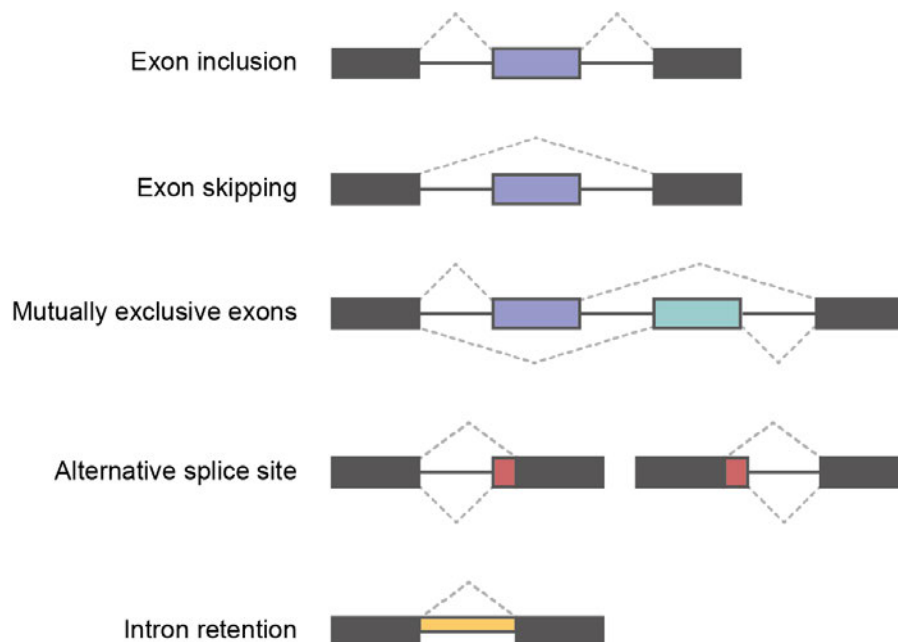 Exon inclusion
Exon skipping
Mutually exclusive exons
Alternative splice site
Intron retention